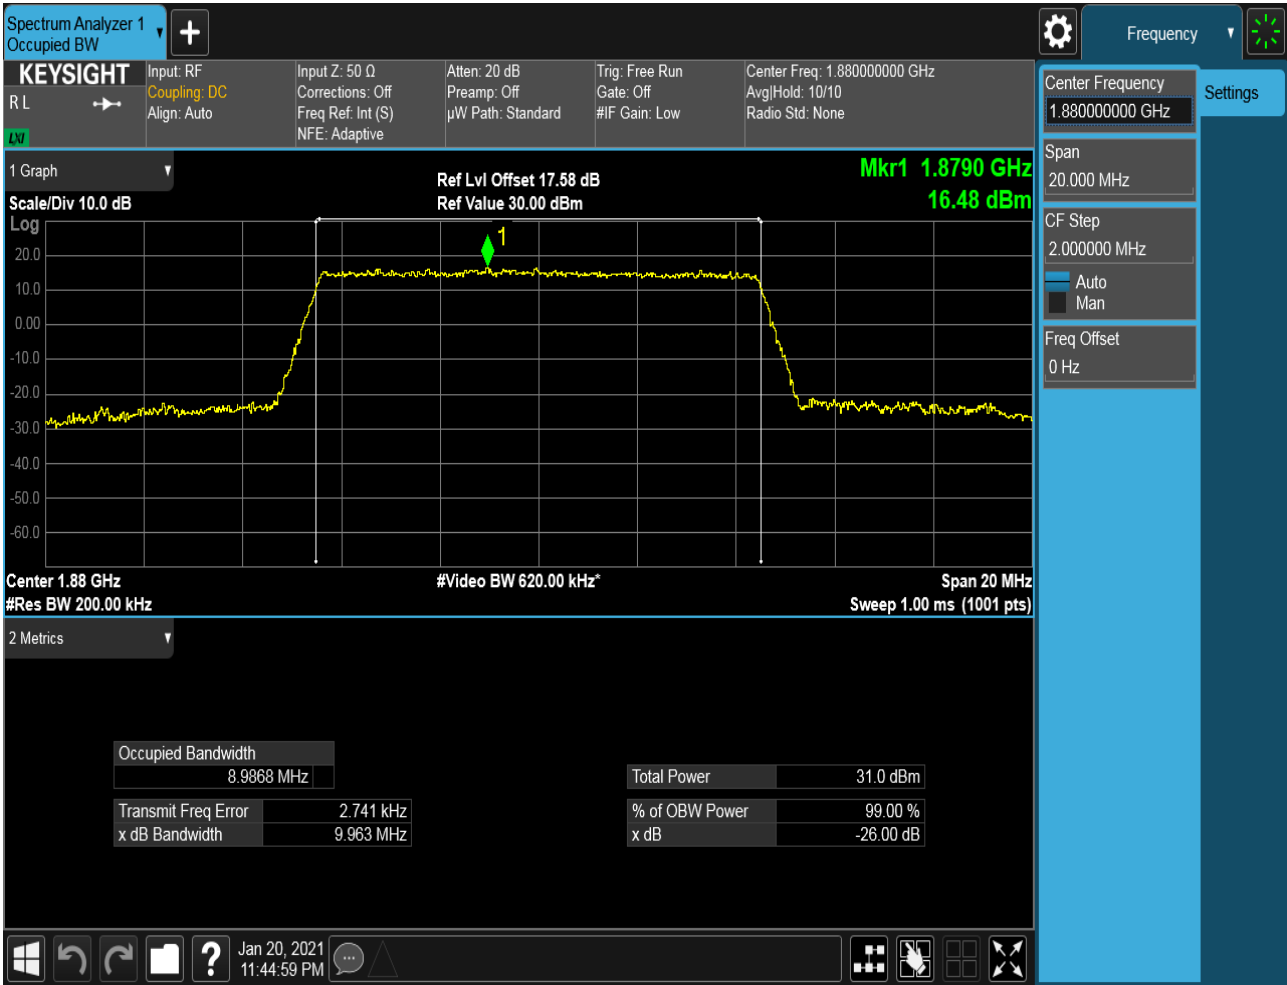 Spectrum Analyzer 1
Occupied BW
+
Frequency
KEYSIGHT
R L
LXI
Input: RF
Coupling: DC
Align: Auto
Input Z: 50 Ω
Corrections: Off
Freq Ref: Int (S)
NFE: Adaptive
Atten: 20 dB
Preamp: Off
µW Path: Standard
Trig: Free Run
Gate: Off
#IF Gain: Low
Center Freq: 1.880000000 GHz
Avg|Hold: 10/10
Radio Std: None
Center Frequency
1.880000000 GHz
Settings
Span
20.000 MHz
CF Step
2.000000 MHz
Auto
Man
Freq Offset
0 Hz
1 Graph
Scale/Div 10.0 dB
Ref Lvl Offset 17.58 dB
Ref Value 30.00 dBm
Mkr1 1.8790 GHz
16.48 dBm
Log
1
20.0
10.0
0.00
-10.0
-20.0
-30.0
-40.0
-50.0
-60.0
Center 1.88 GHz
#Res BW 200.00 kHz
#Video BW 620.00 kHz*
Span 20 MHz
Sweep 1.00 ms (1001 pts)
2 Metrics
Occupied Bandwidth
8.9868 MHz
Transmit Freq Error 2.741 kHz
x dB Bandwidth 9.963 MHz
Total Power 31.0 dBm
% of OBW Power 99.00 %
x dB -26.00 dB
?
Jan 20, 2021
11:44:59 PM